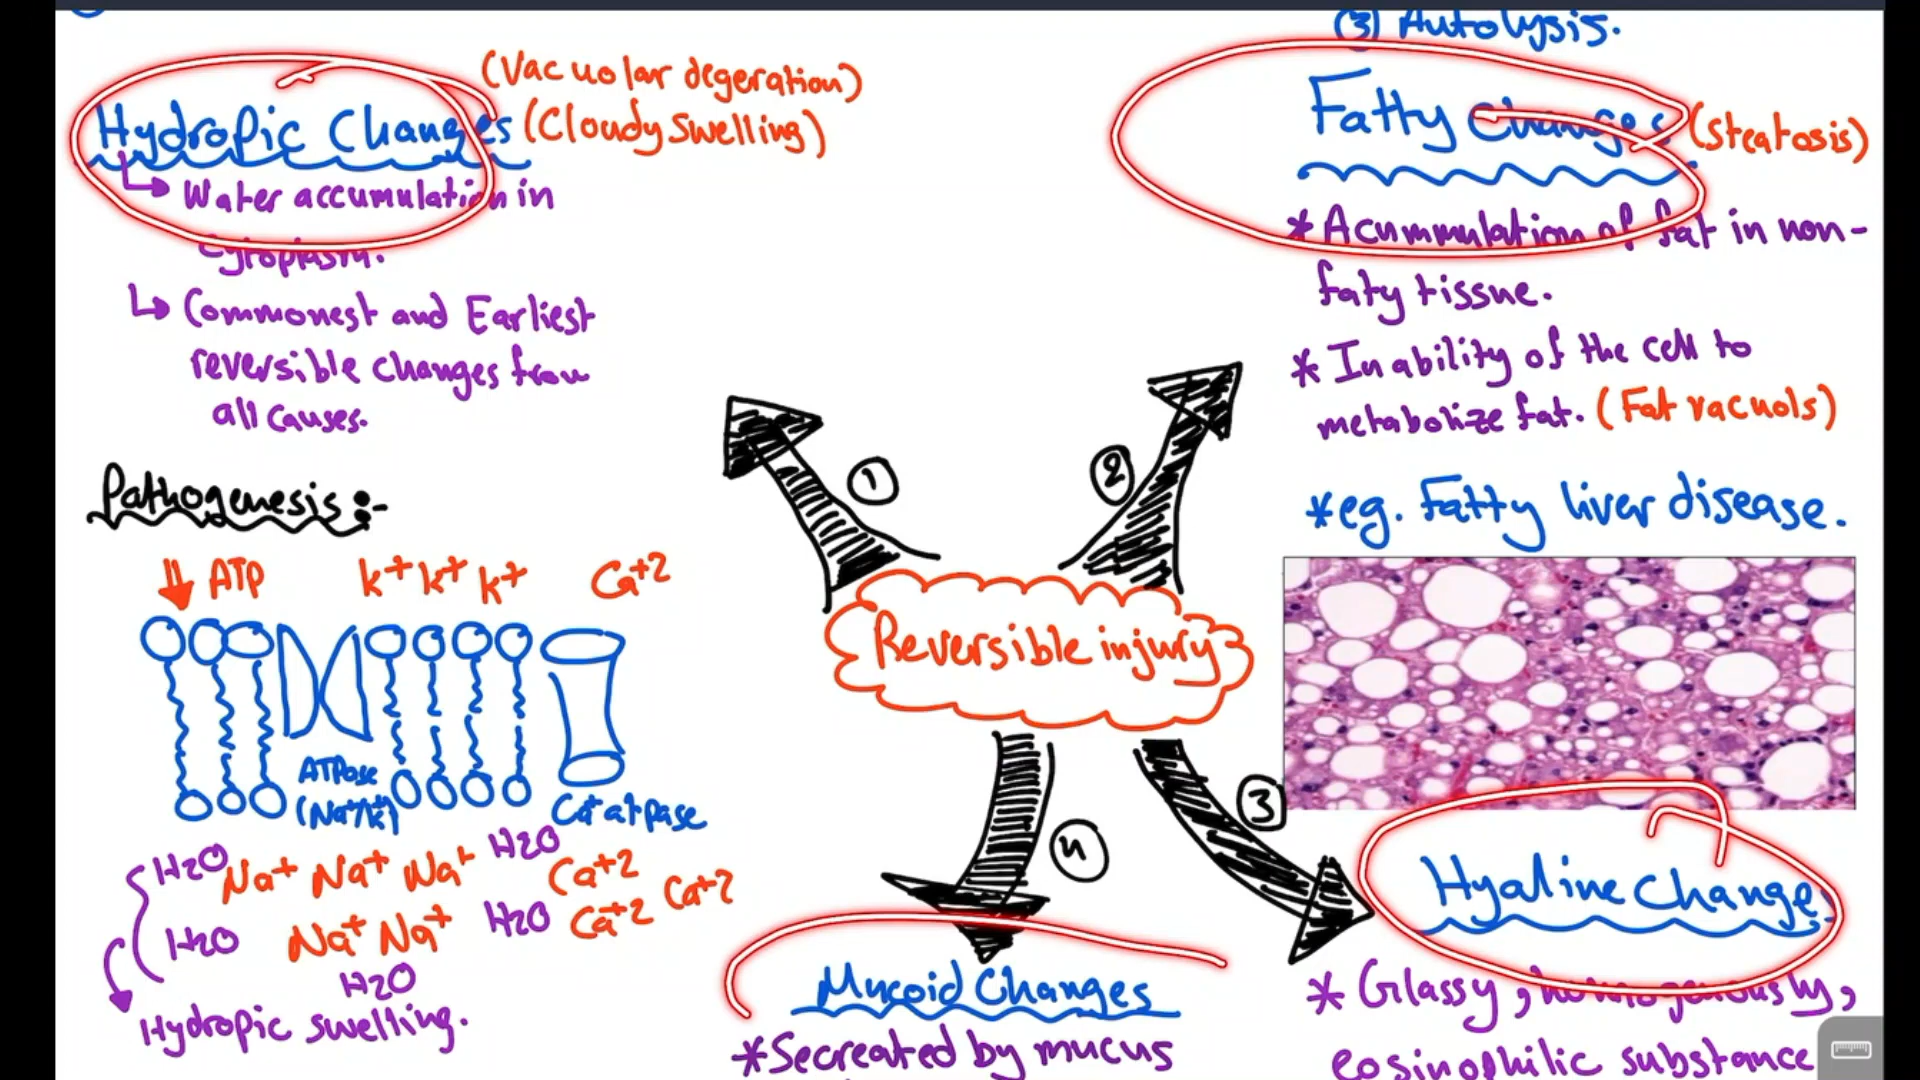 (3) Autolysis.
Hydropic Changes
(Vacuolar degeration)
(Cloudy Swelling)
Water accumulation in
Cytoplasm.
Commonest and Earliest
reversible changes from
all causes.
Pathogenesis:-
ATP K+ K+ K+ Ca+2
ATPase
(Na+/K+)
Ca+ atpase
H2O Na+ Na+ Na+ H2O Ca+2
Ca+2
H2O Na+ Na+ H2O Ca+2
H2O
Hydropic swelling.
1
2
Reversible injury
3
4
Fatty Changes (steatosis)
* Acummulation of fat in non-
faty tissue.
* Inability of the cell to
metabolize fat. (Fat vacuols)
*eg. Fatty liver disease.
Hyaline Changes
* Glassy, homogenously,
eosinophilic substance
Mucoid Changes
*Secreated by mucus